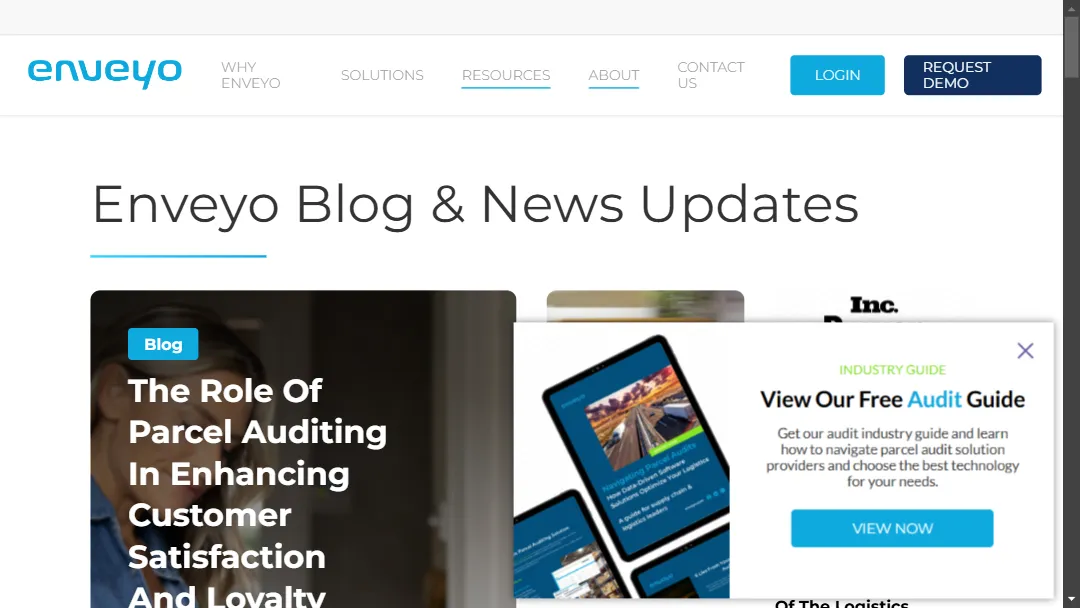 enveyo
WHY
ENVEYO
SOLUTIONS
RESOURCES
ABOUT
CONTACT
US
LOGIN
REQUEST
DEMO
Enveyo Blog & News Updates
Blog
The Role Of
Parcel Auditing
In Enhancing
Customer
Satisfaction
And Loyalty
Inc.
enveyo
Navigating Parcel Audits
How Data-Driven Software
Solutions Optimize Your Logistics
A guide for supply chain &
logistics leaders
INDUSTRY GUIDE
View Our Free Audit Guide
Get our audit industry guide and learn
how to navigate parcel audit solution
providers and choose the best technology
for your needs.
VIEW NOW
Of The Logistics